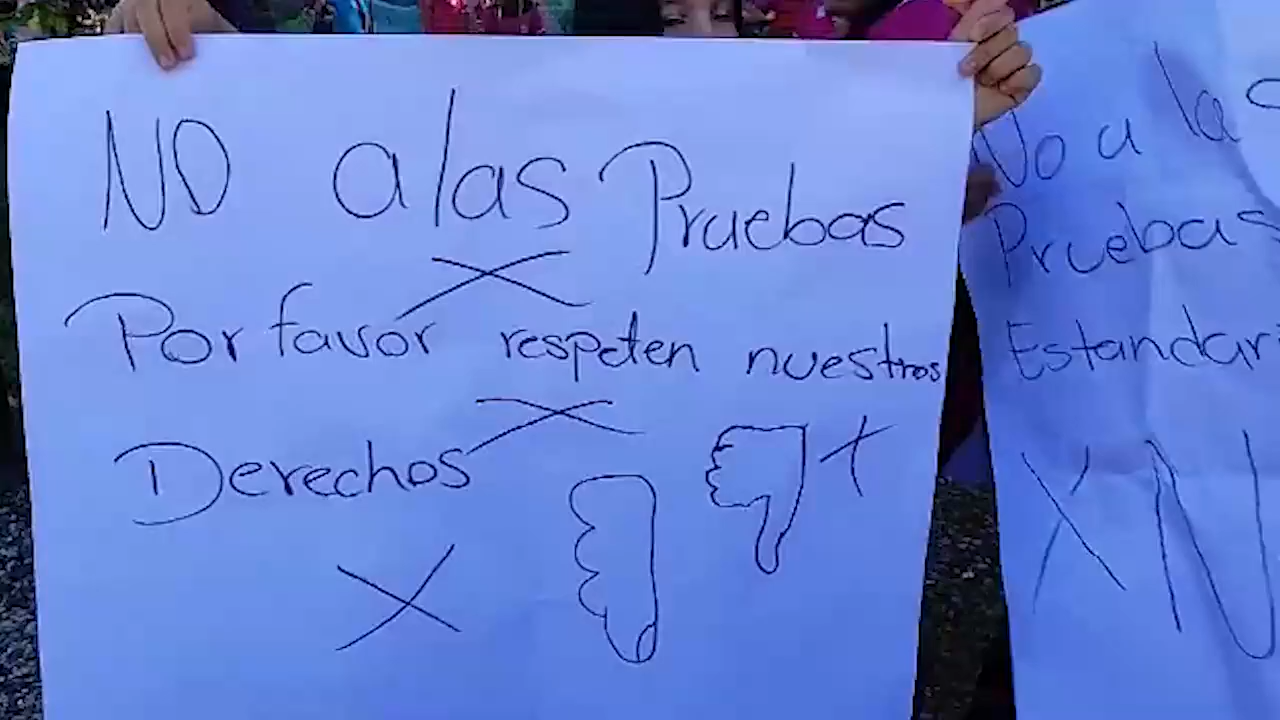 NO a las Pruebas
Por favor respeten nuestros
Derechos
No a la
Pruebas
Estandar
N